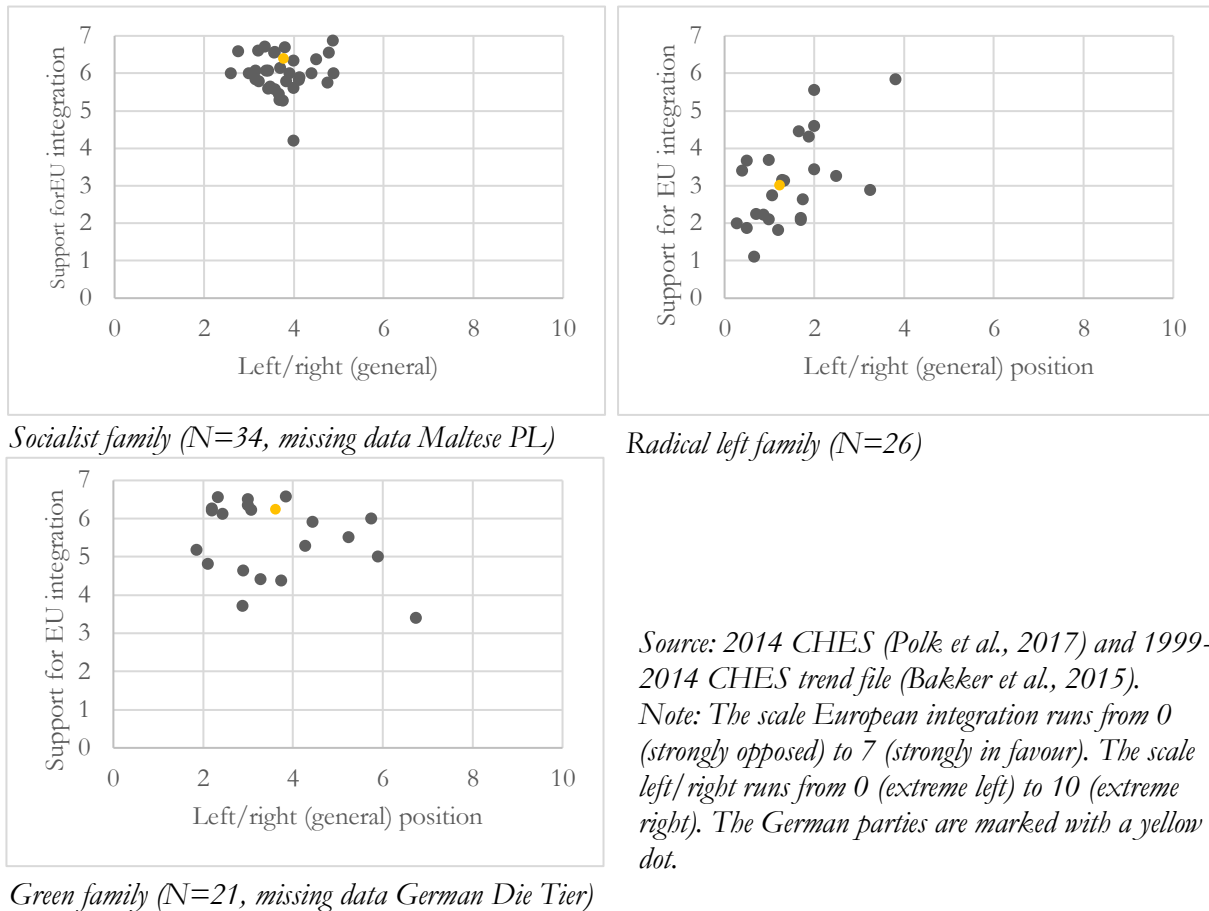 7
6
5
4
3
2
1
0
0 2 4 6 8 10
Support forEU integration
Left/right (general)
Socialist family (N=34, missing data Maltese PL)
7
6
5
4
3
2
1
0
0 2 4 6 8 10
Support for EU integration
Left/right (general) position
Radical left family (N=26)
7
6
5
4
3
2
1
0
0 2 4 6 8 10
Support for EU integration
Left/right (general) position
Green family (N=21, missing data German Die Tier)
Source: 2014 CHES (Polk et al., 2017) and 1999-
2014 CHES trend file (Bakker et al., 2015).
Note: The scale European integration runs from 0
(strongly opposed) to 7 (strongly in favour). The scale
left/right runs from 0 (extreme left) to 10 (extreme
right). The German parties are marked with a yellow
dot.